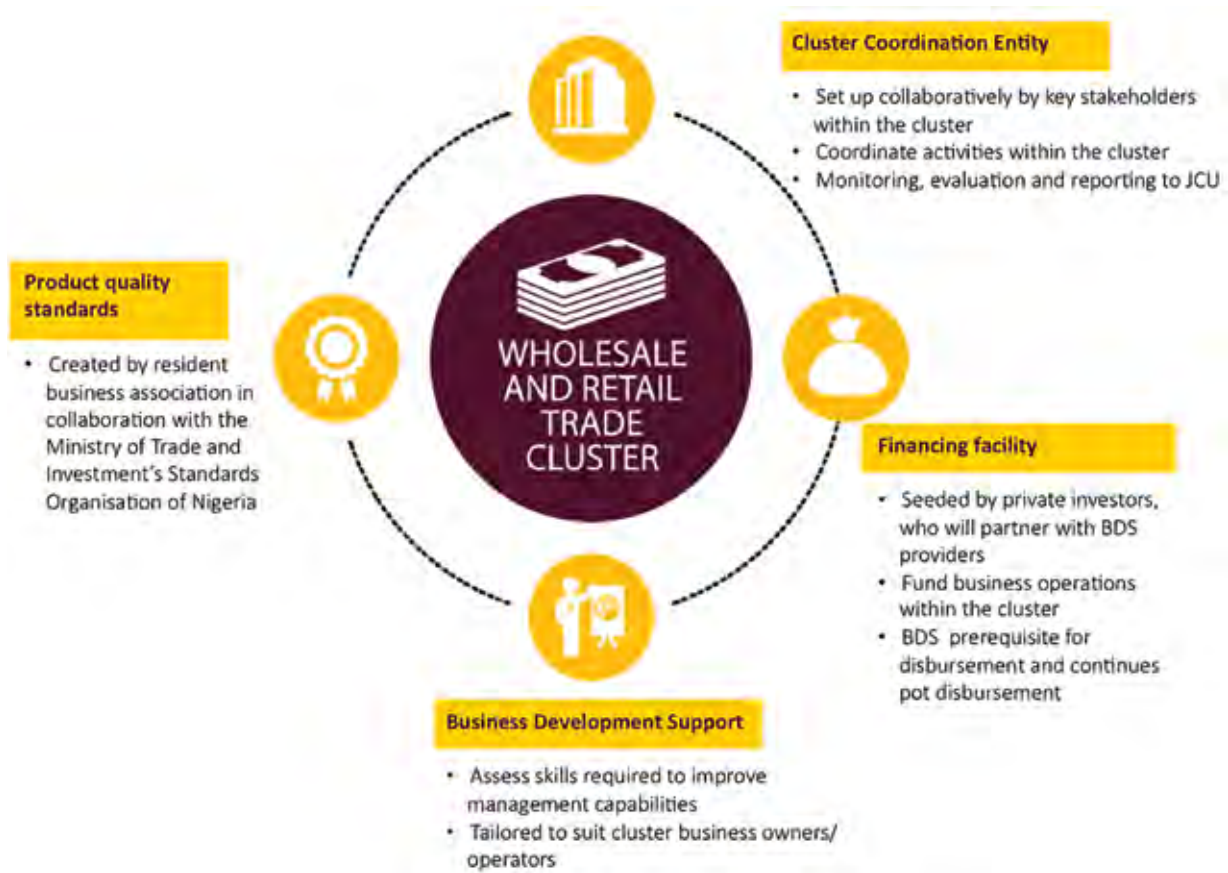 Cluster Coordination Entity
• Set up collaboratively by key stakeholders
within the cluster
• Coordinate activities within the cluster
• Monitoring, evaluation and reporting to JCU
Product quality
standards
• Created by resident
business association in
collaboration with the
Ministry of Trade and
Investment's Standards
Organisation of Nigeria
WHOLESALE
AND RETAIL
TRADE
CLUSTER
Financing facility
• Seeded by private investors,
who will partner with BDS
providers
• Fund business operations
within the cluster
• BDS prerequisite for
disbursement and continues
pot disbursement
Business Development Support
• Assess skills required to improve
management capabilities
• Tailored to suit cluster business owners/
operators